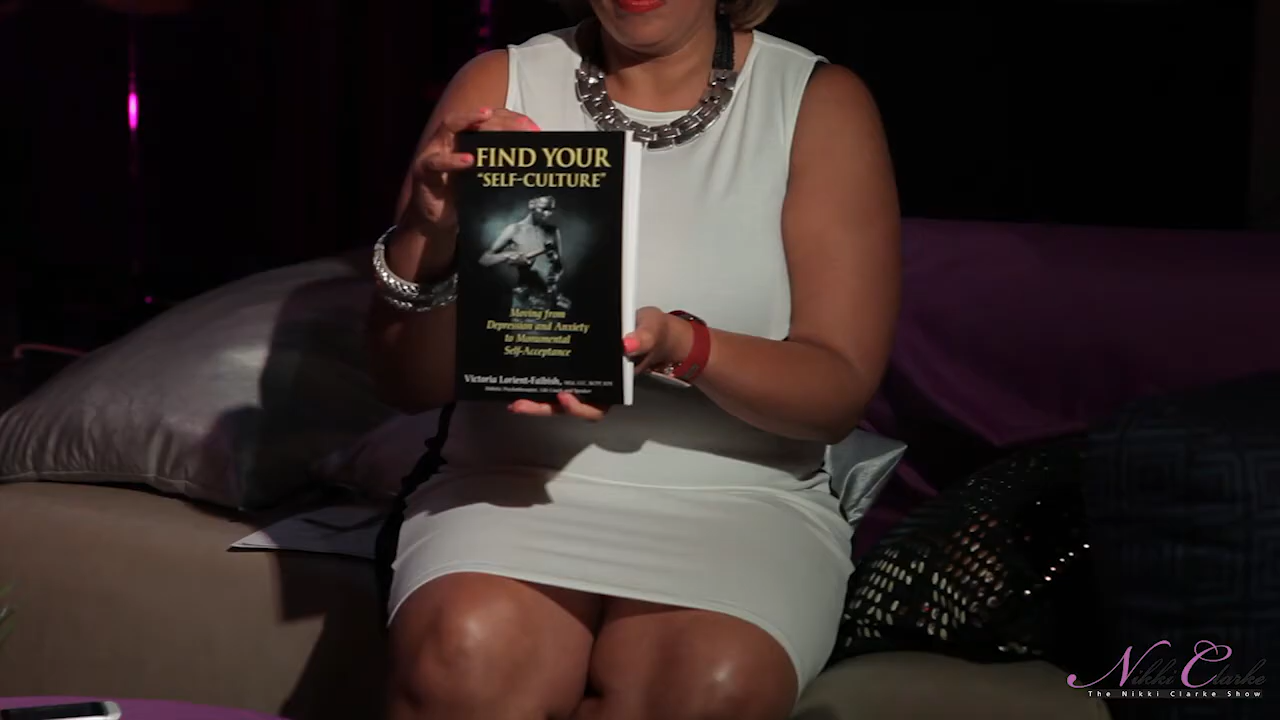 FIND YOUR
"SELF-CULTURE"
Moving from
Depression and Anxiety
to Monumental
Self-Acceptance
Victoria Lorient-Faibish,
Nikki Clarke
The Nikki Clarke Show